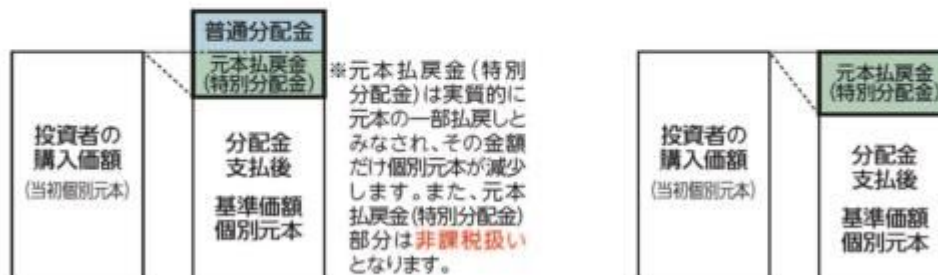 普通分配金
元本払戻金
(特別分配金)
投資者の
購入価額
(当初個別元本)
分配金
支払後
基準価額
個別元本
※元本払戻金(特別
分配金)は実質的に
元本の一部払戻しと
みなされ、その金額
だけ個別元本が減少
します。また、元本
払戻金(特別分配金)
部分は非課税扱い
となります。
元本払戻金
(特別分配金)
投資者の
購入価額
(当初個別元本)
分配金
支払後
基準価額
個別元本